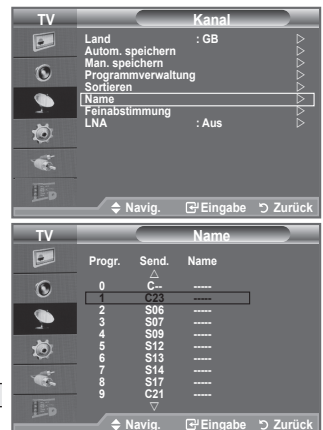 TV Kanal
Land : GB
Autom. speichern
Man. speichern
Programmverwaltung
Sortieren
Name
Feinabstimmung
LNA : Aus
Navig. Eingabe Zurück
TV Name
Progr. Send. Name
0 C-- -----
1 C23 -----
2 S06 -----
3 S07 -----
4 S09 -----
5 S12 -----
6 S13 -----
7 S14 -----
8 S17 -----
9 C21 -----
Navig. Eingabe Zurück